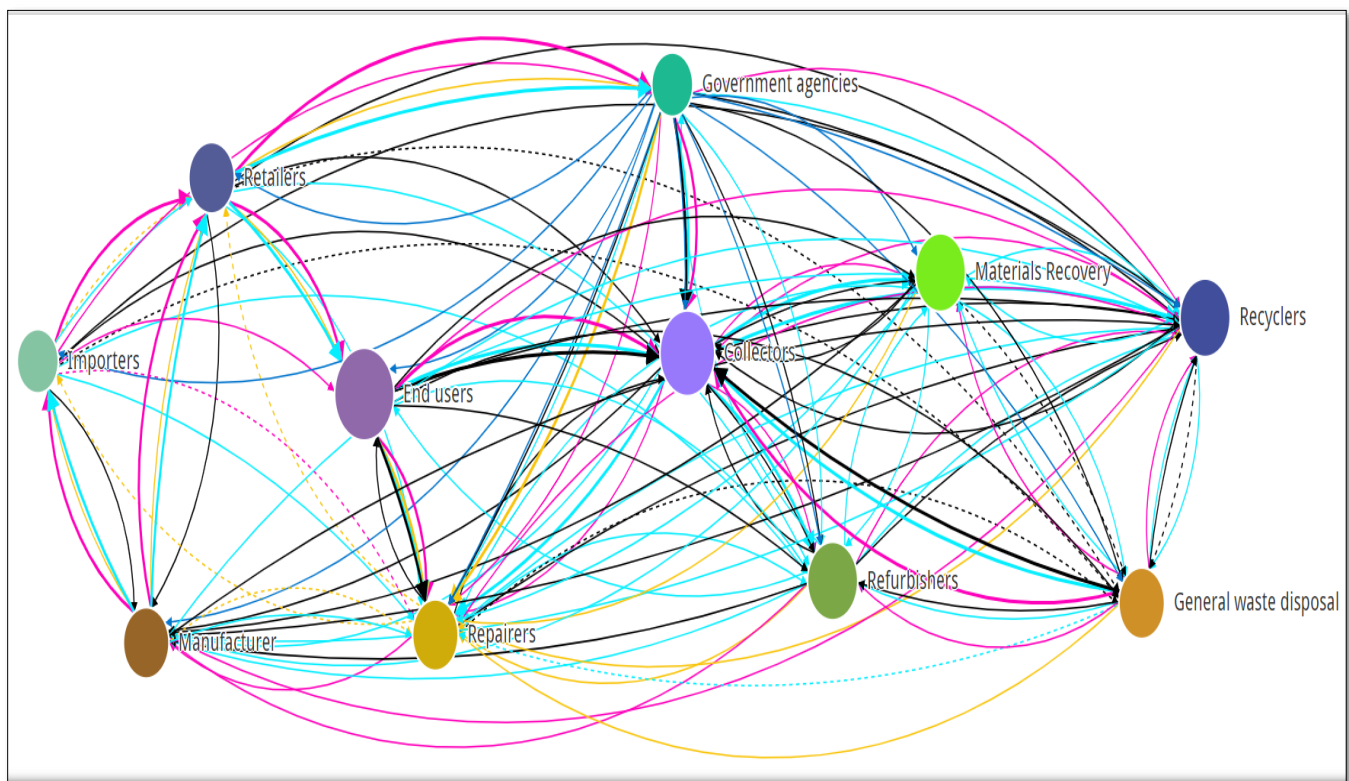 Government agencies
Retailers
Materials Recovery
Recyclers
Importers
Collectors
End users
Refurbishers
General waste disposal
Manufacturer
Repairers